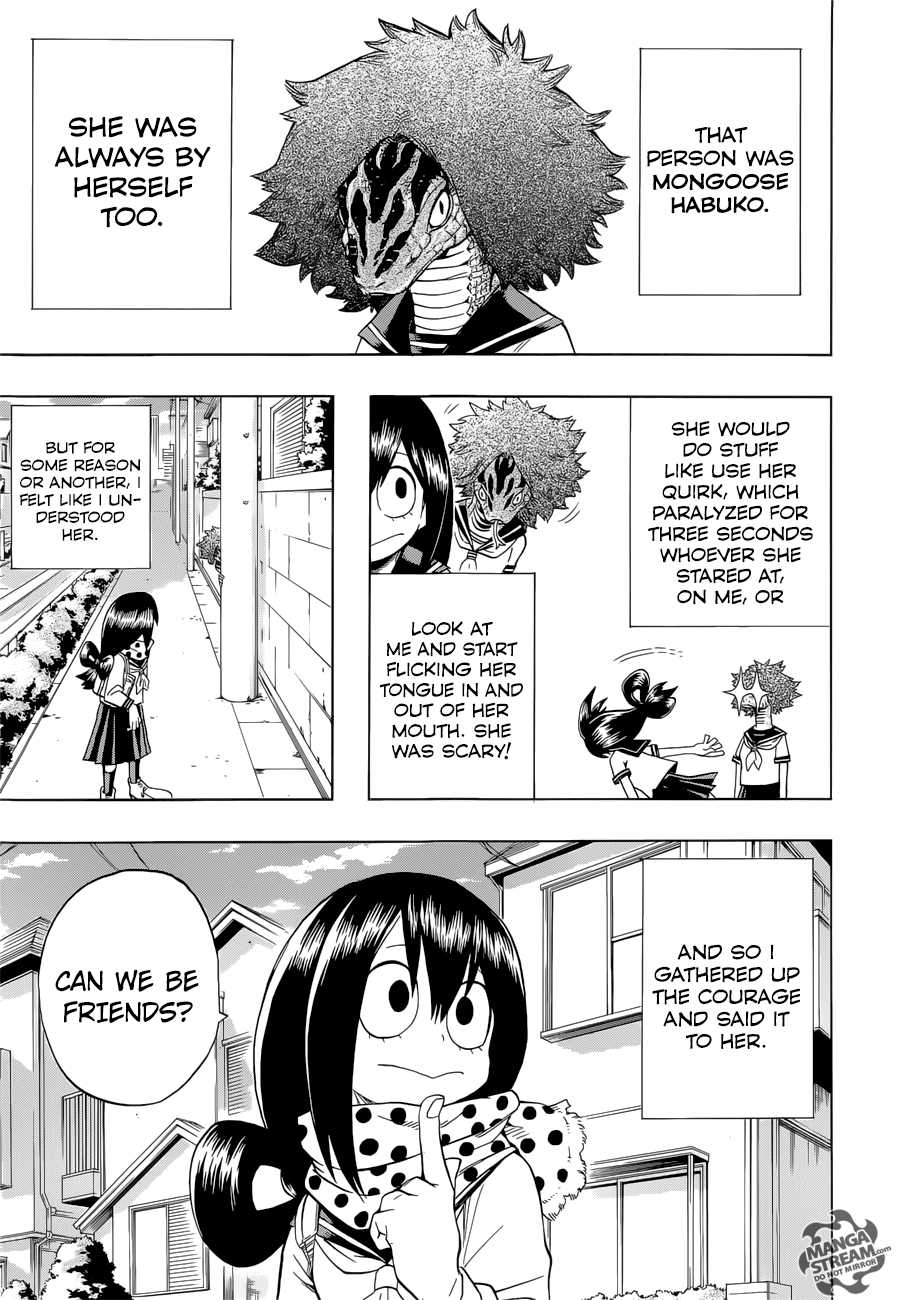 THAT
PERSON WAS
MONGOOSE
HABUKO.
SHE WAS
ALWAYS BY
HERSELF
TOO.
SHE WOULD
DO STUFF
LIKE USE HER
QUIRK, WHICH
PARALYZED FOR
THREE SECONDS
WHOEVER SHE
STARED AT,
ON ME, OR
LOOK AT
ME AND START
FLICKING HER
TONGUE IN AND
OUT OF HER
MOUTH. SHE
WAS SCARY!
BUT FOR
SOME REASON
OR ANOTHER, I
FELT LIKE I UN-
DERSTOOD
HER.
AND SO I
GATHERED UP
THE COURAGE
AND SAID IT
TO HER.
CAN WE BE
FRIENDS?
MANGA
STREAM.com
DO NOT MIRROR!